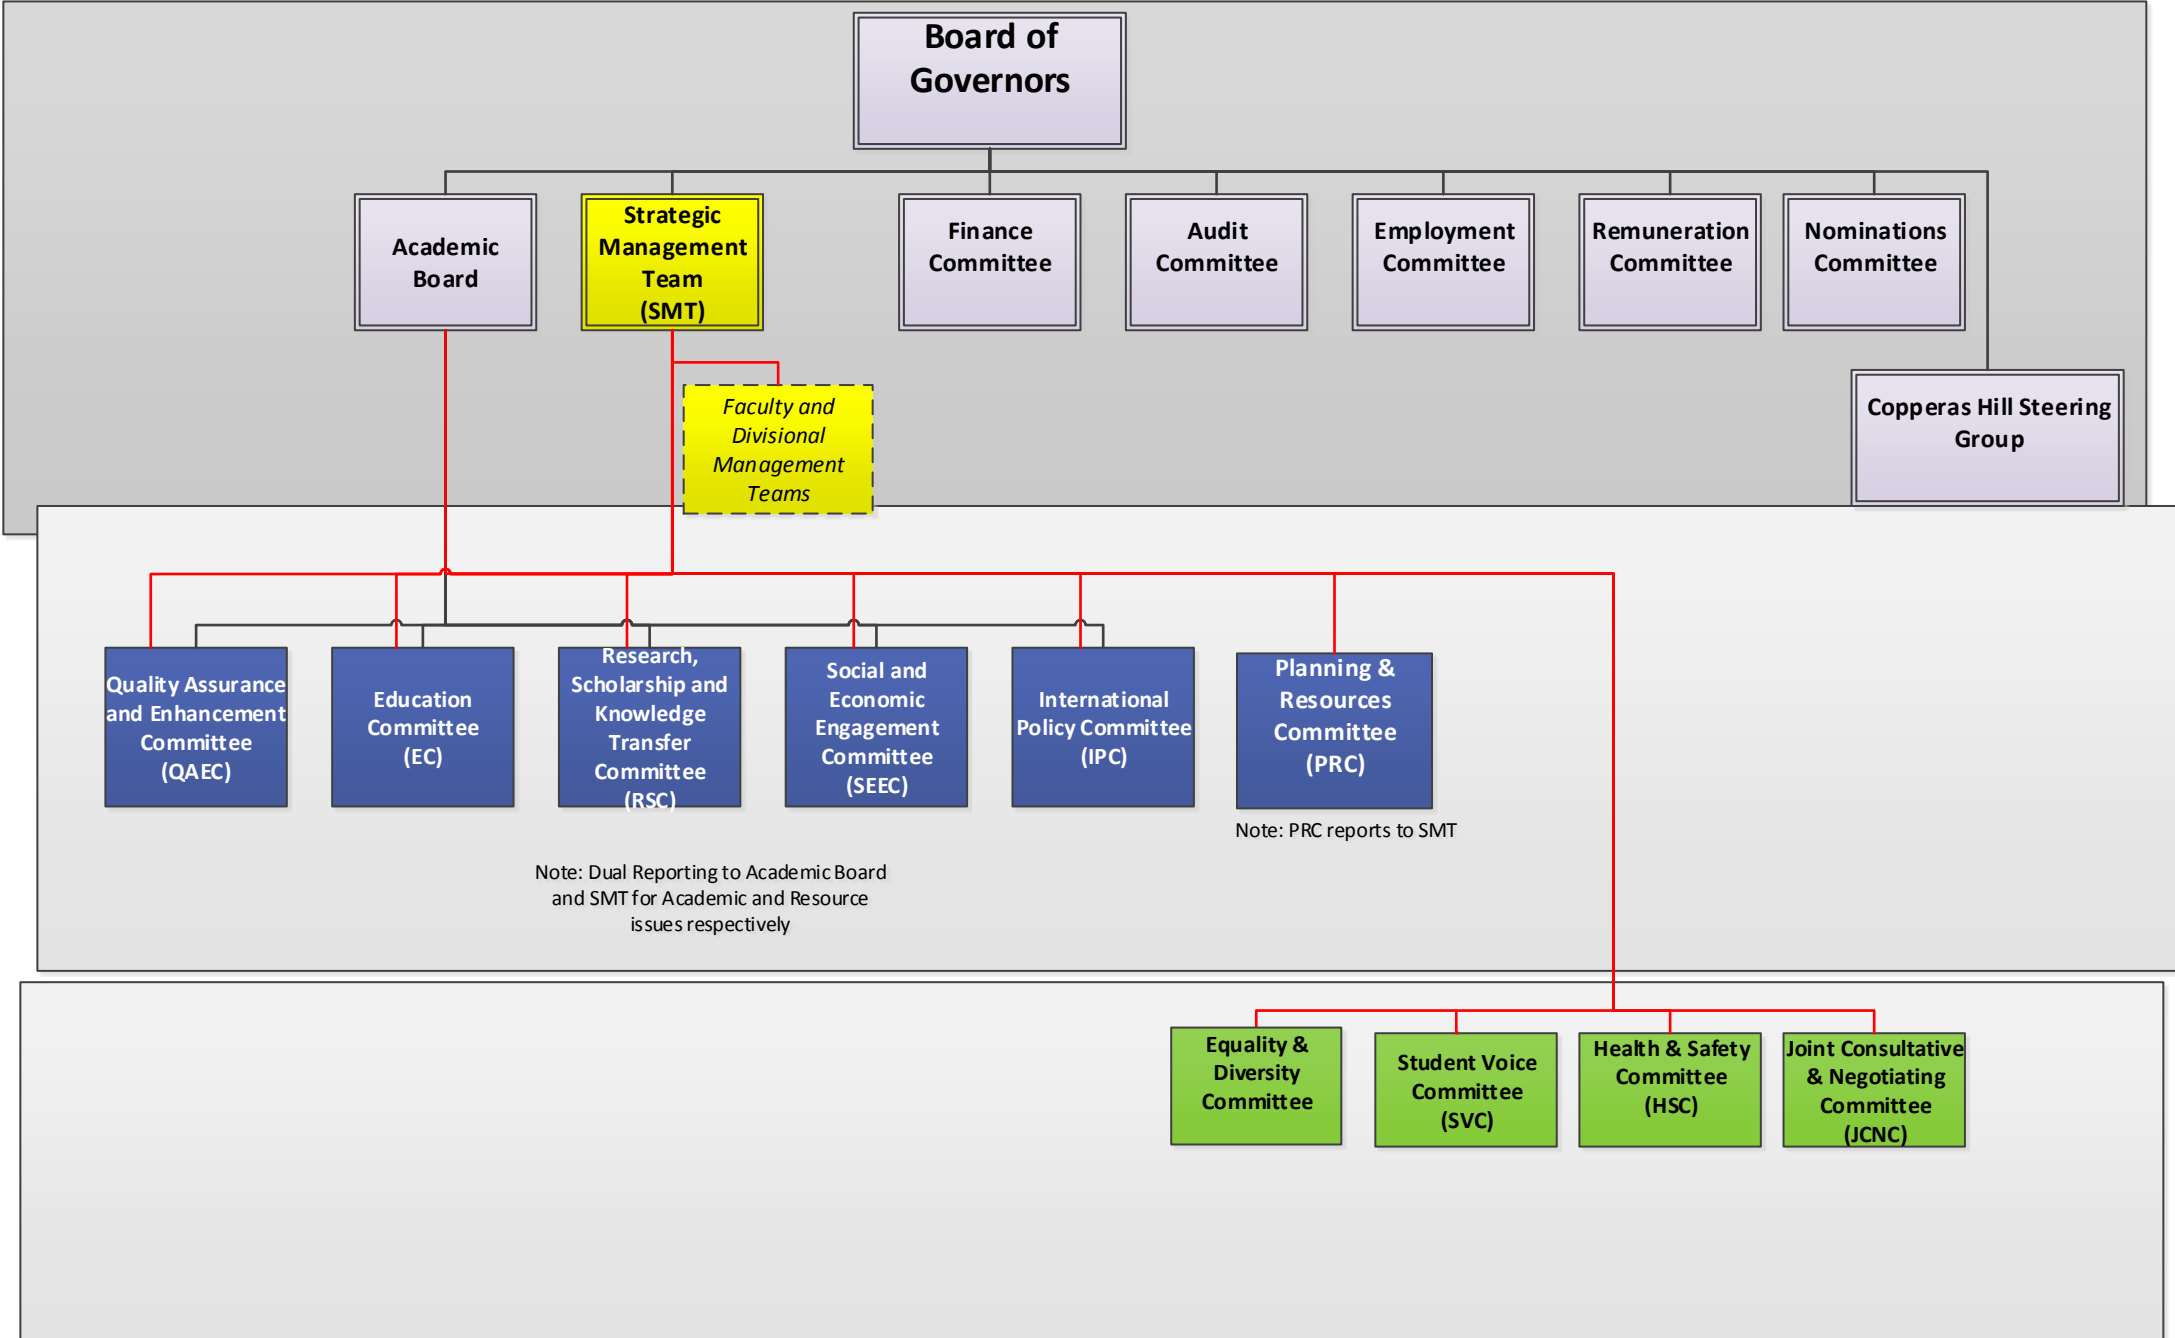 Board of
Governors
Academic
Board
Strategic
Management
Team
(SMT)
Finance
Committee
Audit
Committee
Employment
Committee
Remuneration
Committee
Nominations
Committee
Faculty and
Divisional
Management
Teams
Copperas Hill Steering
Group
Quality Assurance
and Enhancement
Committee
(QAEC)
Education
Committee
(EC)
Research,
Scholarship and
Knowledge
Transfer
Committee
(RSC)
Social and
Economic
Engagement
Committee
(SEEC)
International
Policy Committee
(IPC)
Planning &
Resources
Committee
(PRC)
Note: PRC reports to SMT
Note: Dual Reporting to Academic Board
and SMT for Academic and Resource
issues respectively
Equality &
Diversity
Committee
Student Voice
Committee
(SVC)
Health & Safety
Committee
(HSC)
Joint Consultative
& Negotiating
Committee
(JCNC)